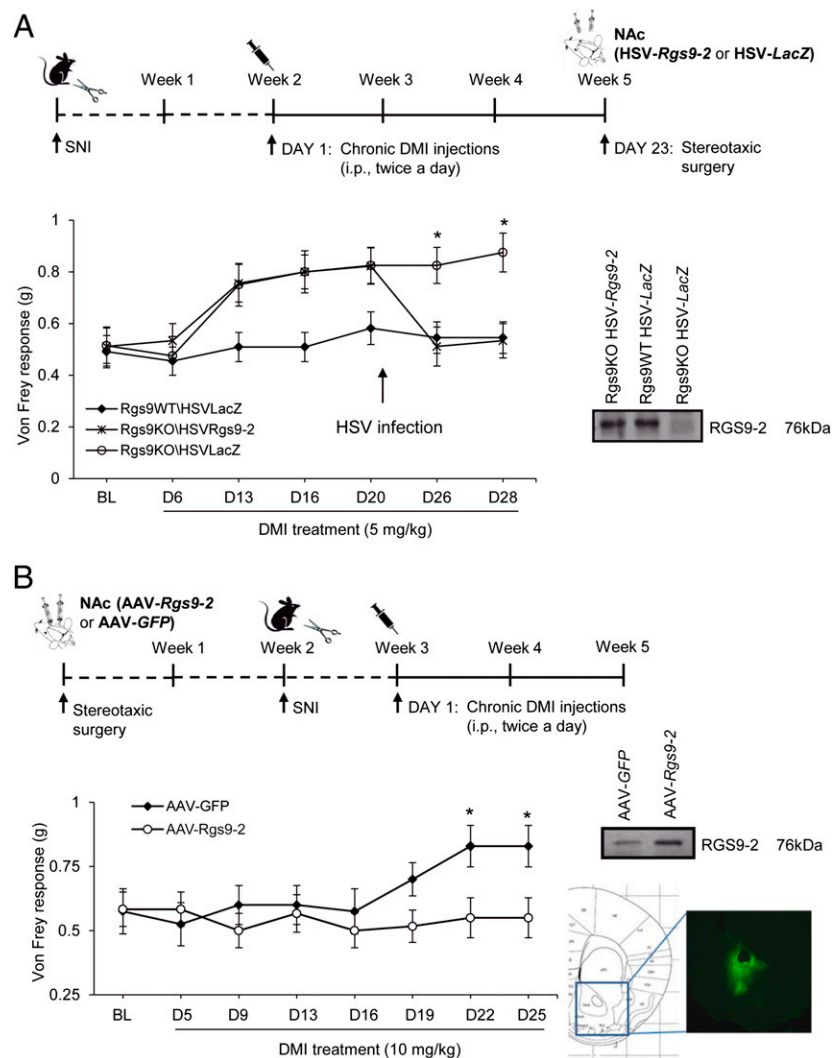 A
NAc
(HSV-Rgs9-2 or HSV-LacZ)
Week 1 Week 2 Week 3 Week 4 Week 5
SNI
DAY 1: Chronic DMI injections
(i.p., twice a day)
DAY 23: Stereotaxic
surgery
Von Frey response (g)
1
0.8
0.6
0.4
0.2
0
* *
Rgs9WT\HSVLacZ
Rgs9KO\HSVRgs9-2
Rgs9KO\HSVLacZ
HSV infection
BL D6 D13 D16 D20 D26 D28
DMI treatment (5 mg/kg)
Rgs9KO HSV-Rgs9-2
Rgs9WT HSV-LacZ
Rgs9KO HSV-LacZ
RGS9-2 76kDa
B
NAc (AAV-Rgs9-2
or AAV-GFP)
Week 1 Week 2 Week 3 Week 4 Week 5
Stereotaxic
surgery
SNI
DAY 1: Chronic DMI injections
(i.p., twice a day)
Von Frey response (g)
1
0.75
0.5
0.25
AAV-GFP
AAV-Rgs9-2
* *
BL D5 D9 D13 D16 D19 D22 D25
DMI treatment (10 mg/kg)
AAV-GFP
AAV-Rgs9-2
RGS9-2 76kDa